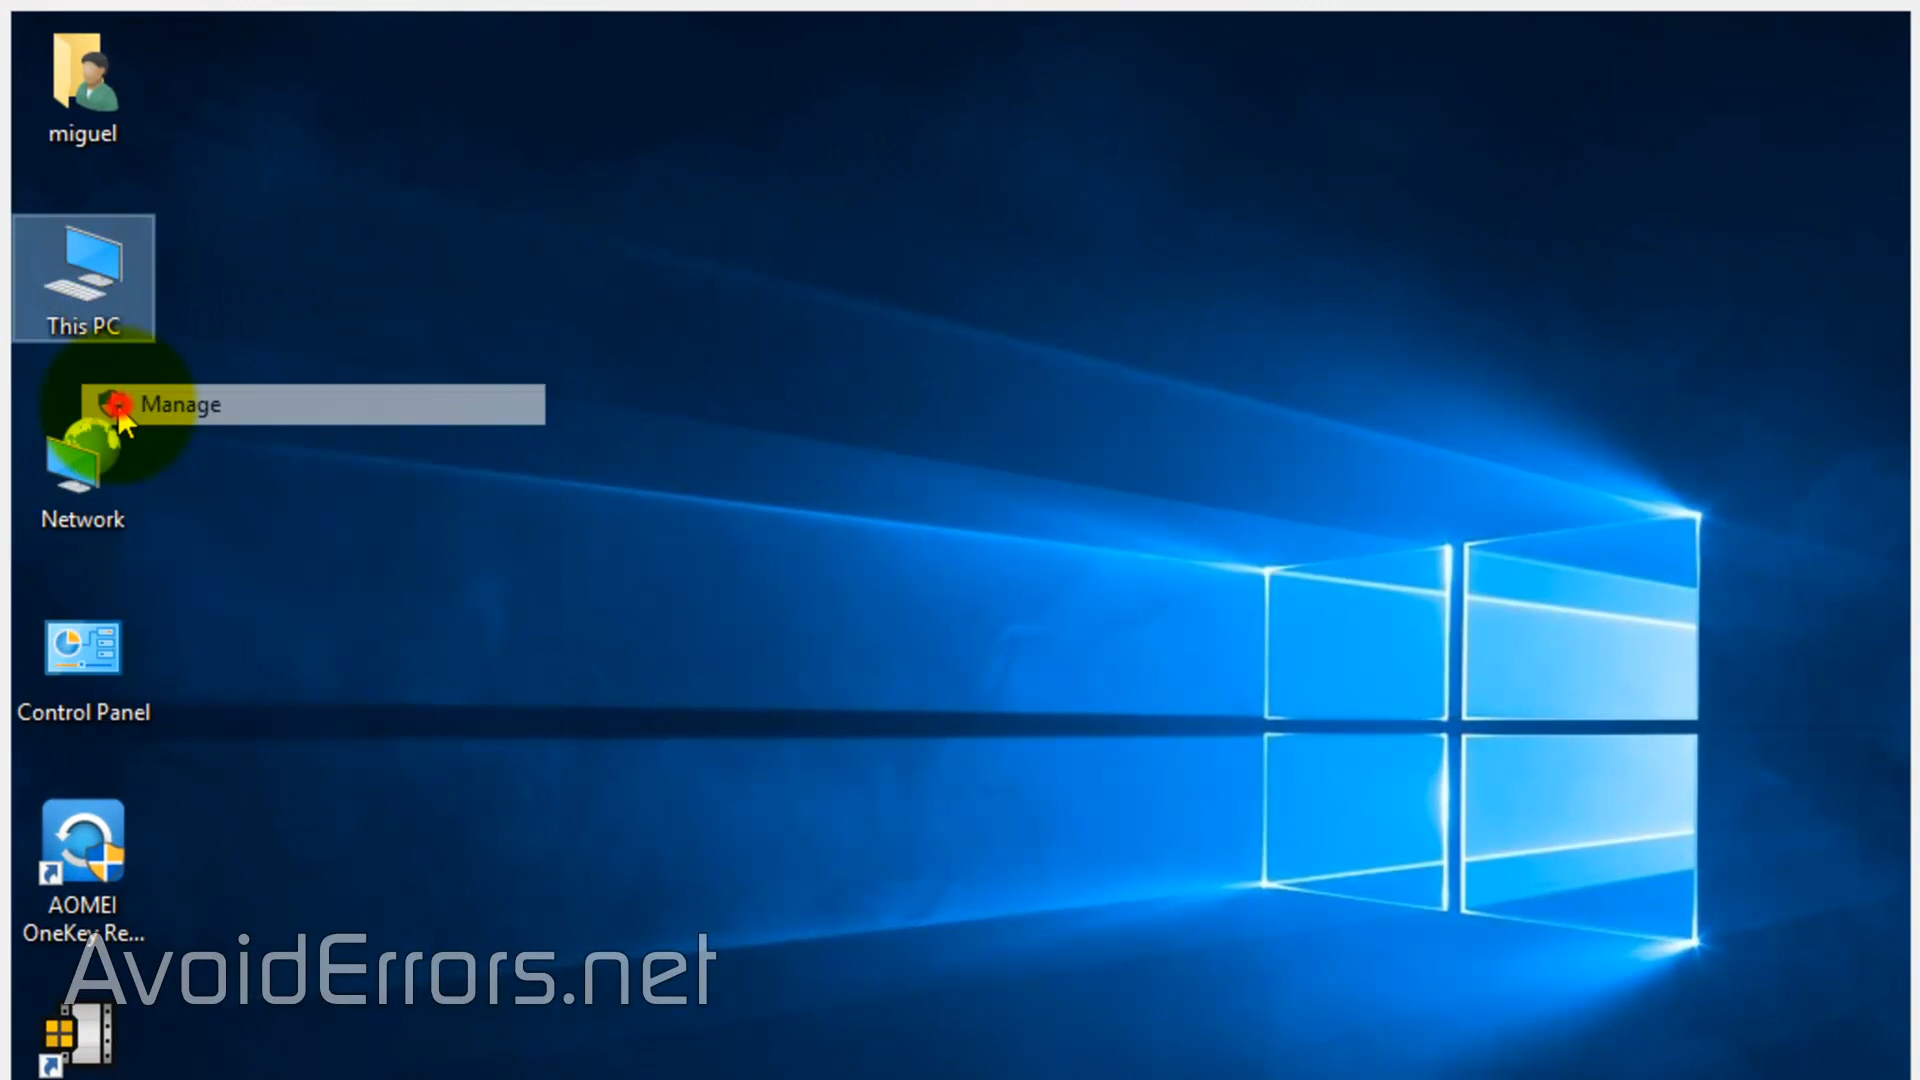 miguel
This PC
Manage
Network
Control Panel
AOMEI
OneKey Re...
AvoidErrors.net